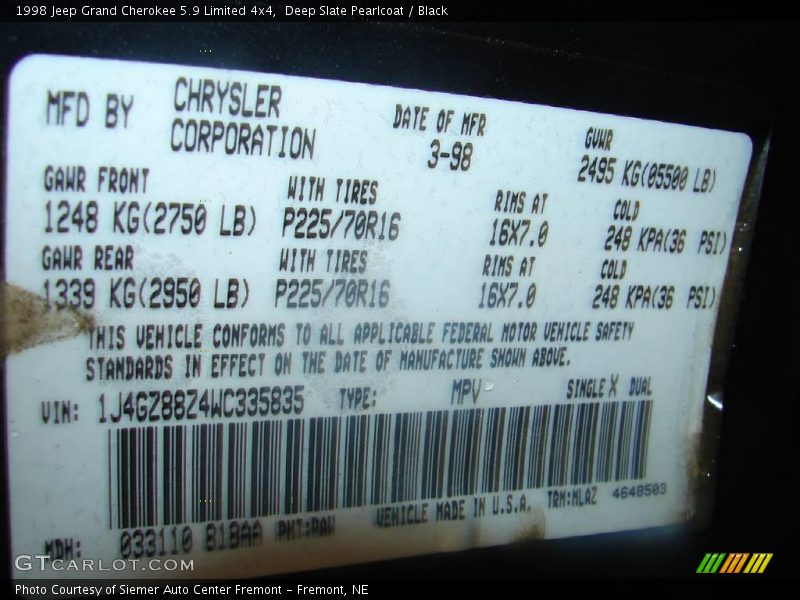 1998 Jeep Grand Cherokee 5.9 Limited 4x4, Deep Slate Pearlcoat / Black
MFD BY CHRYSLER CORPORATION
DATE OF MFR 3-98
GVWR 2495 KG(05500 LB)
GAWR FRONT WITH TIRES RIMS AT COLD
1248 KG(2750 LB) P225/70R16 16X7.0 248 KPA(36 PSI)
GAWR REAR WITH TIRES RIMS AT COLD
1339 KG(2950 LB) P225/70R16 16X7.0 248 KPA(36 PSI)
THIS VEHICLE CONFORMS TO ALL APPLICABLE FEDERAL MOTOR VEHICLE SAFETY
STANDARDS IN EFFECT ON THE DATE OF MANUFACTURE SHOWN ABOVE.
VIN: 1J4GZ88Z4WC335835 TYPE: MPV SINGLE X DUAL
MDH: 033110 818AA PNT:PAW VEHICLE MADE IN U.S.A. TRM:MLAZ 4648503
GTCARLOT.COM
Photo Courtesy of Siemer Auto Center Fremont - Fremont, NE